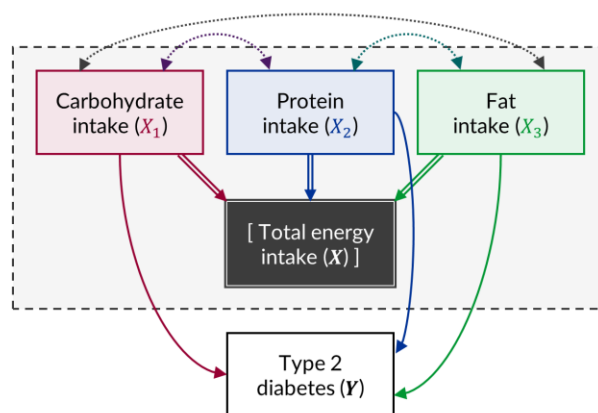 Carbohydrate
intake (X₁)
Protein
intake (X₂)
Fat
intake (X₃)
[ Total energy
intake (X) ]
Type 2
diabetes (Y)